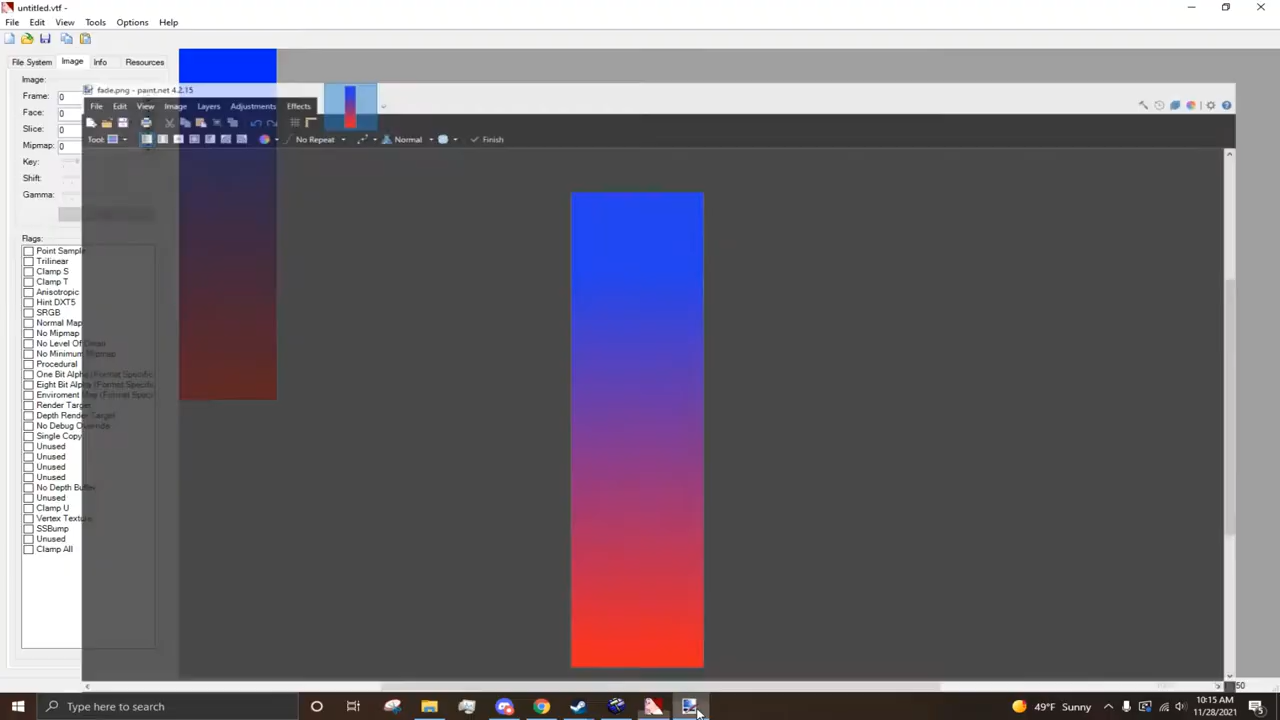 untitled.vtf -
File Edit View Tools Options Help
File System Image Info Resources
Image:
Frame: 0
Face: 0
Slice: 0
Mipmap: 0
Key:
Shift:
Gamma:
Flags:
Point Sample
Trilinear
Clamp S
Clamp T
Anisotropic
Hint DXT5
SRGB
Normal Map
No Mipmap
No Level Of Detail
No Minimum Mipmap
Procedural
One Bit Alpha (Format Specific
Eight Bit Alpha (Format Specific
Enviroment Map (Format Speci
Render Target
Depth Render Target
No Debug Override
Single Copy
Unused
Unused
Unused
Unused
No Depth Buffer
Unused
Clamp U
Vertex Texture
SSBump
Unused
Clamp All
fade.png - paint.net 4.2.15
File Edit View Image Layers Adjustments Effects
Tool: No Repeat Normal Finish
50
Type here to search
49°F Sunny
10:15 AM
11/28/2021
5